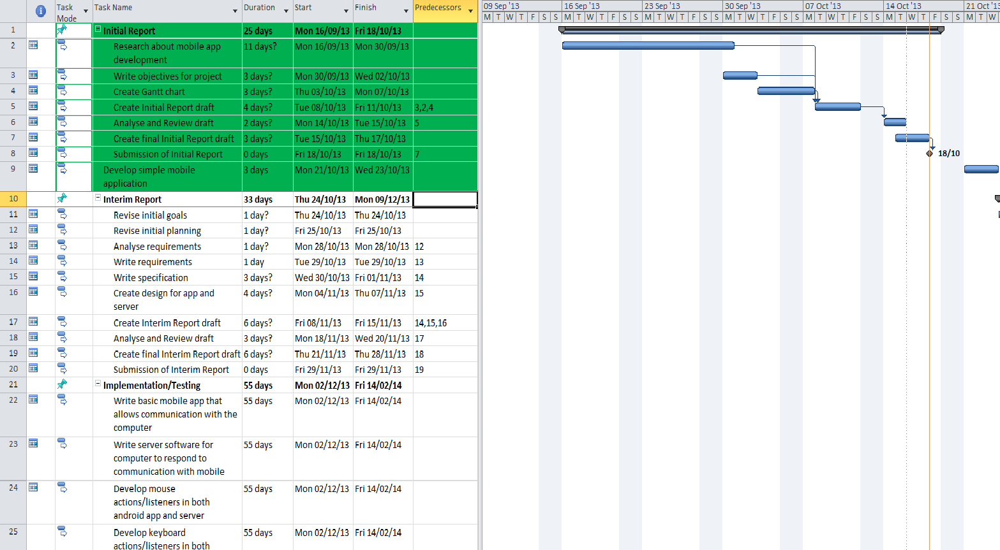 Task Mode Task Name Duration Start Finish Predecessors
09 Sep '13 16 Sep '13 23 Sep '13 30 Sep '13 07 Oct '13 14 Oct '13 21 Oct '13
M T W T F S S M T W T F S S M T W T F S S M T W T F S S M T W T F S S M T W T F S S M T W
1 Initial Report 25 days Mon 16/09/13 Fri 18/10/13
2 Research about mobile app 11 days? Mon 16/09/13 Mon 30/09/13
development
3 Write objectives for project 3 days? Mon 30/09/13 Wed 02/10/13
4 Create Gantt chart 3 days? Thu 03/10/13 Mon 07/10/13
5 Create Initial Report draft 4 days? Tue 08/10/13 Fri 11/10/13 3,2,4
6 Analyse and Review draft 2 days? Mon 14/10/13 Tue 15/10/13 5
7 Create final Initial Report draft 3 days? Tue 15/10/13 Thu 17/10/13
8 Submission of Initial Report 0 days Fri 18/10/13 Fri 18/10/13 7 18/10
9 Develop simple mobile 3 days Mon 21/10/13 Wed 23/10/13
application
10 Interim Report 33 days Thu 24/10/13 Mon 09/12/13
11 Revise initial goals 1 day? Thu 24/10/13 Thu 24/10/13
12 Revise initial planning 1 day? Fri 25/10/13 Fri 25/10/13
13 Analyse requirements 1 day? Mon 28/10/13 Mon 28/10/13 12
14 Write requirements 1 day Tue 29/10/13 Tue 29/10/13 13
15 Write specification 3 days? Wed 30/10/13 Fri 01/11/13 14
16 Create design for app and 4 days? Mon 04/11/13 Thu 07/11/13 15
server
17 Create Interim Report draft 6 days? Fri 08/11/13 Fri 15/11/13 14,15,16
18 Analyse and Review draft 3 days? Mon 18/11/13 Wed 20/11/13 17
19 Create final Interim Report draft 6 days? Thu 21/11/13 Thu 28/11/13 18
20 Submission of Interim Report 0 days Fri 29/11/13 Fri 29/11/13 19
21 Implementation/Testing 55 days Mon 02/12/13 Fri 14/02/14
22 Write basic mobile app that 55 days Mon 02/12/13 Fri 14/02/14
allows communication with the
computer
23 Write server software for 55 days Mon 02/12/13 Fri 14/02/14
computer to respond to
communication with mobile
24 Develop mouse 55 days Mon 02/12/13 Fri 14/02/14
actions/listeners in both
android app and server
25 Develop keyboard 55 days Mon 02/12/13 Fri 14/02/14
actions/listeners in both